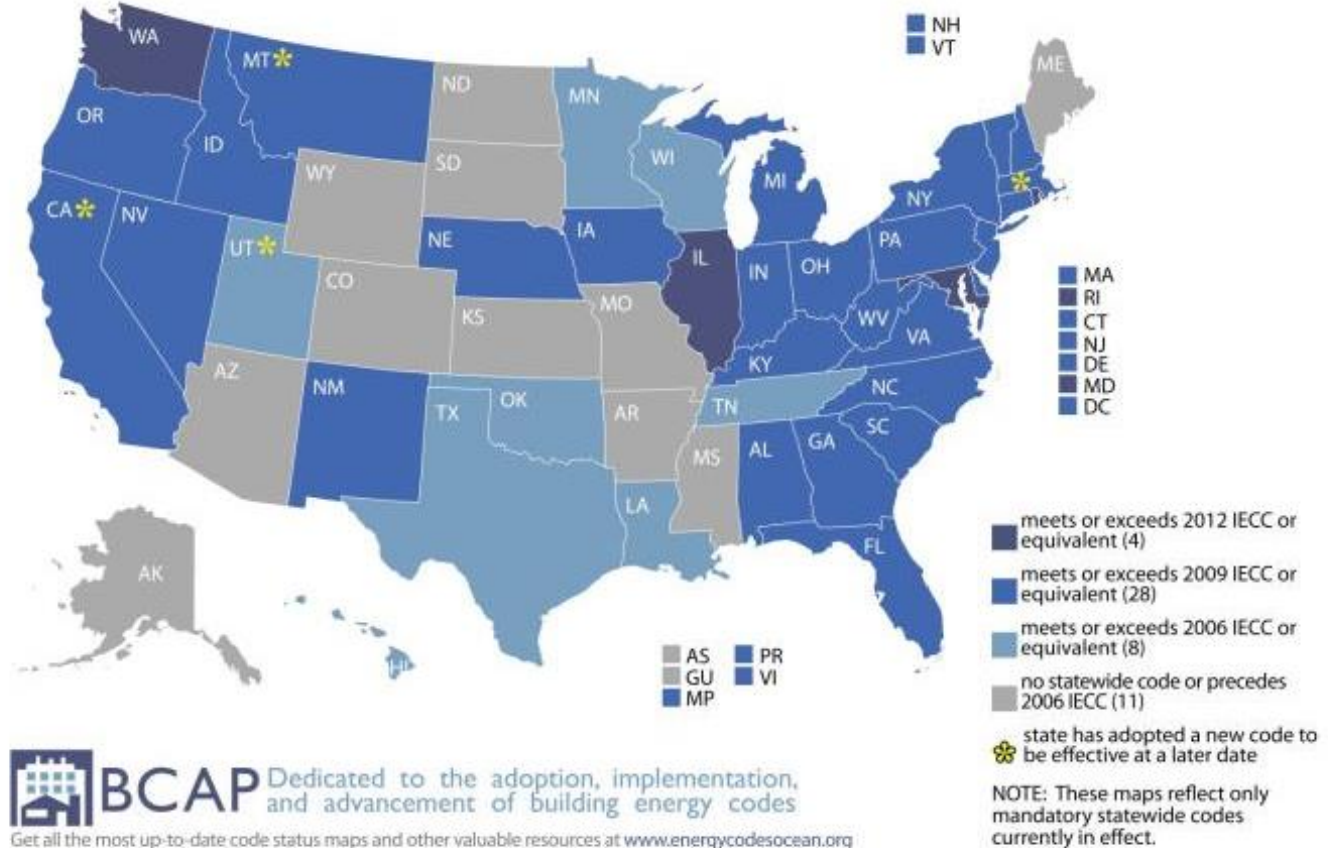 WA
MT
ND
MN
NH
VT
ME
OR
ID
WY
SD
WI
MI
NY
CA
NV
UT
NE
IA
IL
IN
OH
PA
CO
KS
MO
KY
WV
VA
AZ
NM
OK
TX
AR
TN
NC
SC
MS
AL
GA
LA
FL
AK
HI
MA
RI
CT
NJ
DE
MD
DC
AS
GU
MP
PR
VI
meets or exceeds 2012 IECC or
equivalent (4)
meets or exceeds 2009 IECC or
equivalent (28)
meets or exceeds 2006 IECC or
equivalent (8)
no statewide code or precedes
2006 IECC (11)
state has adopted a new code to
be effective at a later date
NOTE: These maps reflect only
mandatory statewide codes
currently in effect.
BCAP
Dedicated to the adoption, implementation,
and advancement of building energy codes
Get all the most up-to-date code status maps and other valuable resources at www.energycodesocean.org